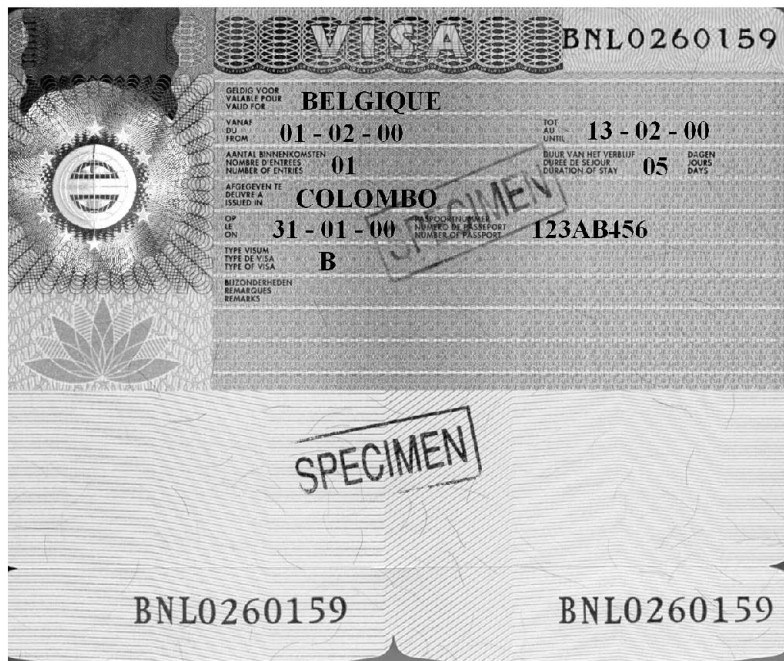 VISA BNL0260159
GELDIG VOOR
VALABLE POUR
VALID FOR
BELGIQUE
VANAF
DU
FROM
01 - 02 - 00
TOT
AU
UNTIL
13 - 02 - 00
AANTAL BINNENKOMSTEN
NOMBRE D'ENTREES
NUMBER OF ENTRIES
01
DUUR VAN HET VERBLIJF
DUREE DE SEJOUR
DURATION OF STAY
05
DAGEN
JOURS
DAYS
AFGEGEVEN TE
DELIVRE A
ISSUED IN
COLOMBO
OP
LE
ON
31 - 01 - 00
PASPOORTNUMMER
NUMERO DE PASSEPORT
NUMBER OF PASSPORT
123AB456
SPECIMEN
TYPE VISUM
TYPE DE VISA
TYPE OF VISA
B
BIJZONDERHEDEN
REMARQUES
REMARKS
SPECIMEN
BNL0260159 BNL0260159